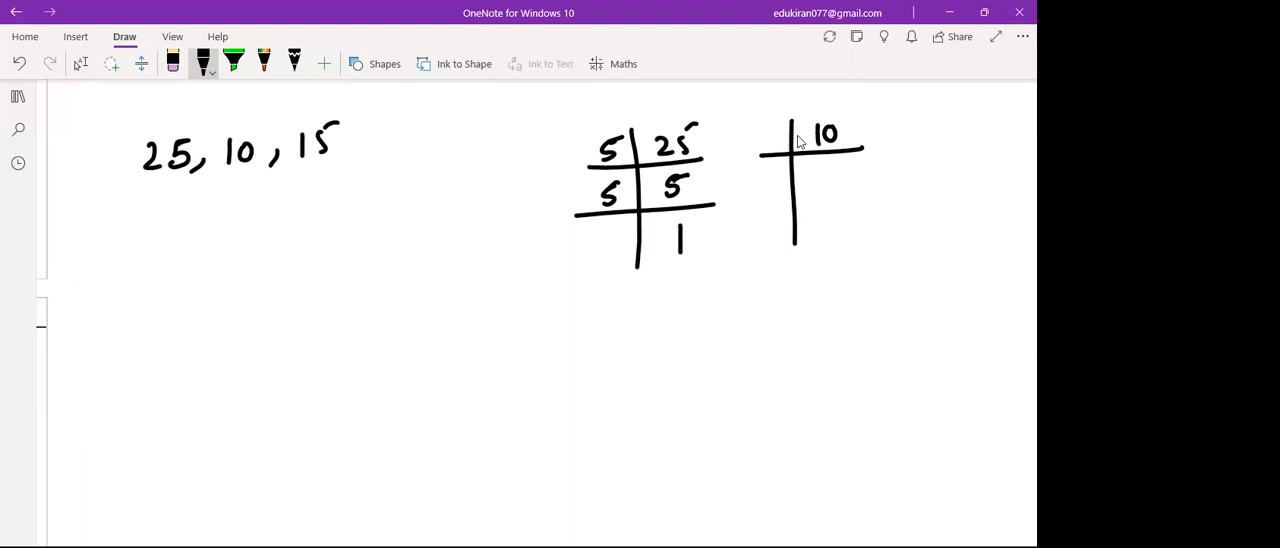 OneNote for Windows 10
edukiran077@gmail.com
Home Insert Draw View Help
Share
Shapes Ink to Shape Ink to Text Maths
25, 10, 15
5 25
5 5
1
10